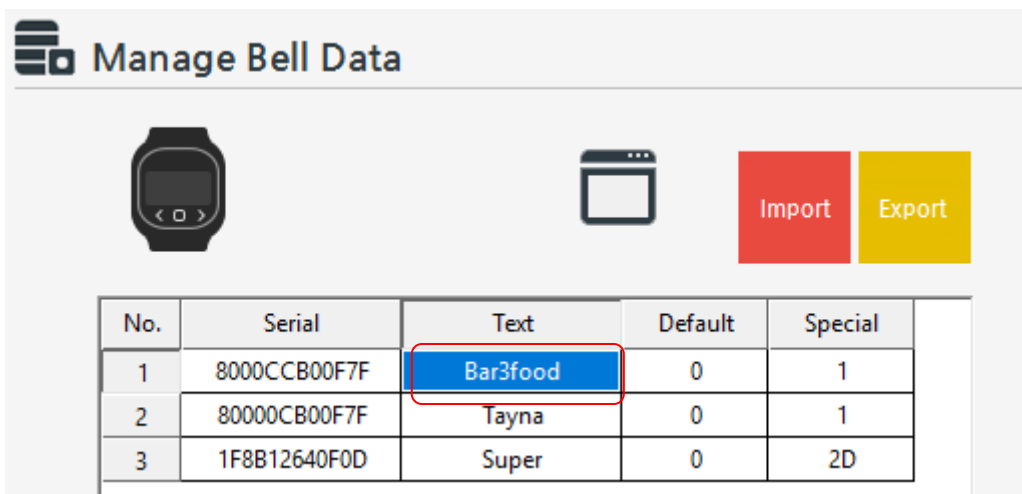 Manage Bell Data
Import Export
No. Serial Text Default Special
1 8000CCB00F7F Bar3food 0 1
2 80000CB00F7F Tayna 0 1
3 1F8B12640F0D Super 0 2D